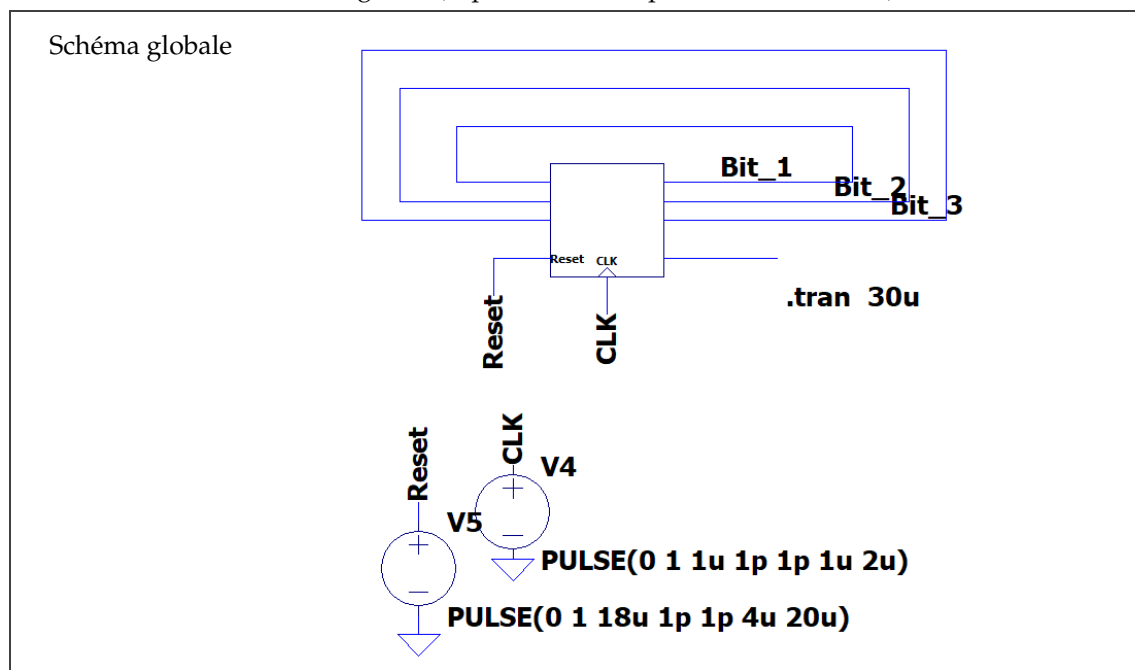 Schéma globale
Bit_1
Bit_2
Bit_3
Reset
CLK
.tran 30u
Reset
CLK
Reset
CLK
V4
V5
PULSE(0 1 1u 1p 1p 1u 2u)
PULSE(0 1 18u 1p 1p 4u 20u)